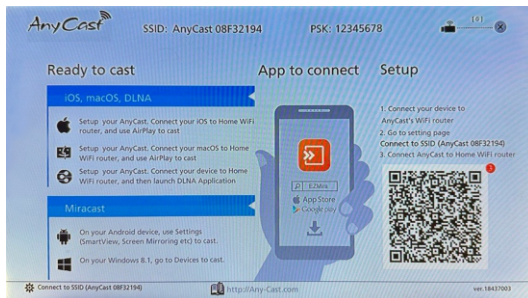 AnyCast
SSID: AnyCast 08F32194
PSK: 12345678
Ready to cast
iOS, macOS, DLNA
Setup your AnyCast. Connect your iOS to Home WiFi
router, and use AirPlay to cast
Setup your AnyCast. Connect your macOS to Home
WiFi router, and use AirPlay to cast
Setup your AnyCast. Connect your device to Home
WiFi router, and then launch DLNA Application
Miracast
On your Android device, use Settings
(SmartView, Screen Mirroring etc) to cast.
On your Windows 8.1, go to Devices to cast.
App to connect
EZMira
App Store
Google play
Setup
1. Connect your device to
AnyCast's WiFi router
2. Go to setting page
Connect to SSID (AnyCast 08F32194)
3. Connect AnyCast to Home WiFi router
Connect to SSID (AnyCast 08F32194)
http://Any-Cast.com
ver.18437003